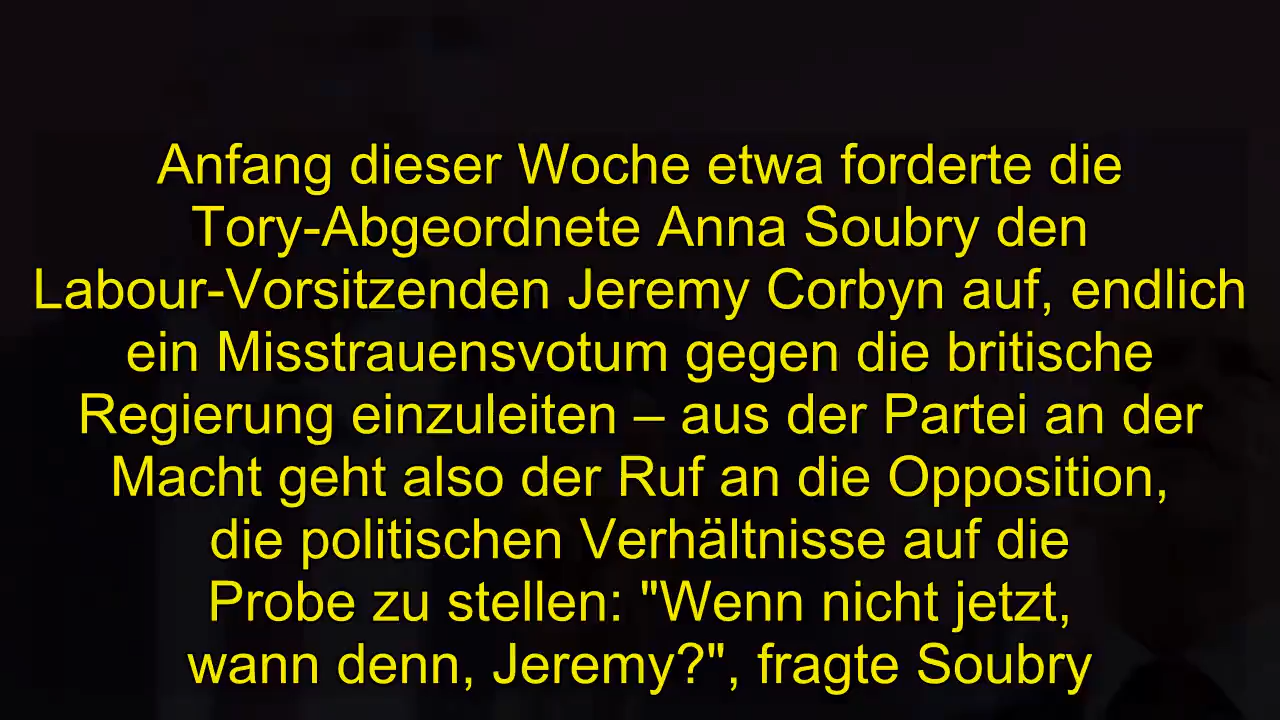 Anfang dieser Woche etwa forderte die
Tory-Abgeordnete Anna Soubry den
Labour-Vorsitzenden Jeremy Corbyn auf, endlich
ein Misstrauensvotum gegen die britische
Regierung einzuleiten – aus der Partei an der
Macht geht also der Ruf an die Opposition,
die politischen Verhältnisse auf die
Probe zu stellen: "Wenn nicht jetzt,
wann denn, Jeremy?", fragte Soubry